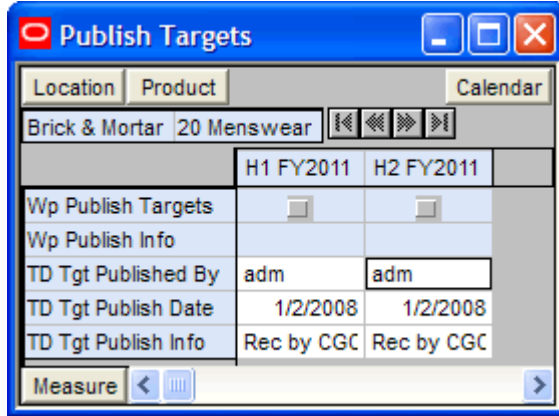 Publish Targets
Location Product Calendar
Brick & Mortar 20 Menswear
H1 FY2011 H2 FY2011
Wp Publish Targets
Wp Publish Info
TD Tgt Published By adm adm
TD Tgt Publish Date 1/2/2008 1/2/2008
TD Tgt Publish Info Rec by CGC Rec by CGC
Measure